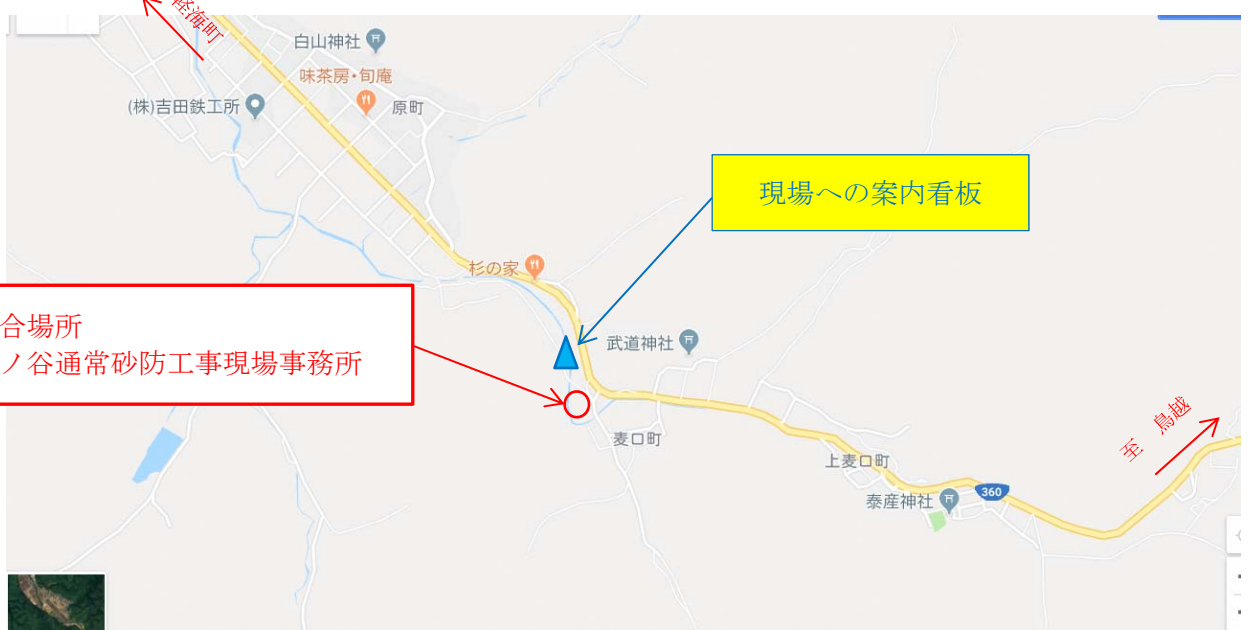 軽海町
白山神社
味茶房・旬庵
(株)吉田鉄工所
原町
現場への案内看板
杉の家
合場所
ノ谷通常砂防工事現場事務所
武道神社
麦口町
至 鳥越
上麦口町
泰産神社
360